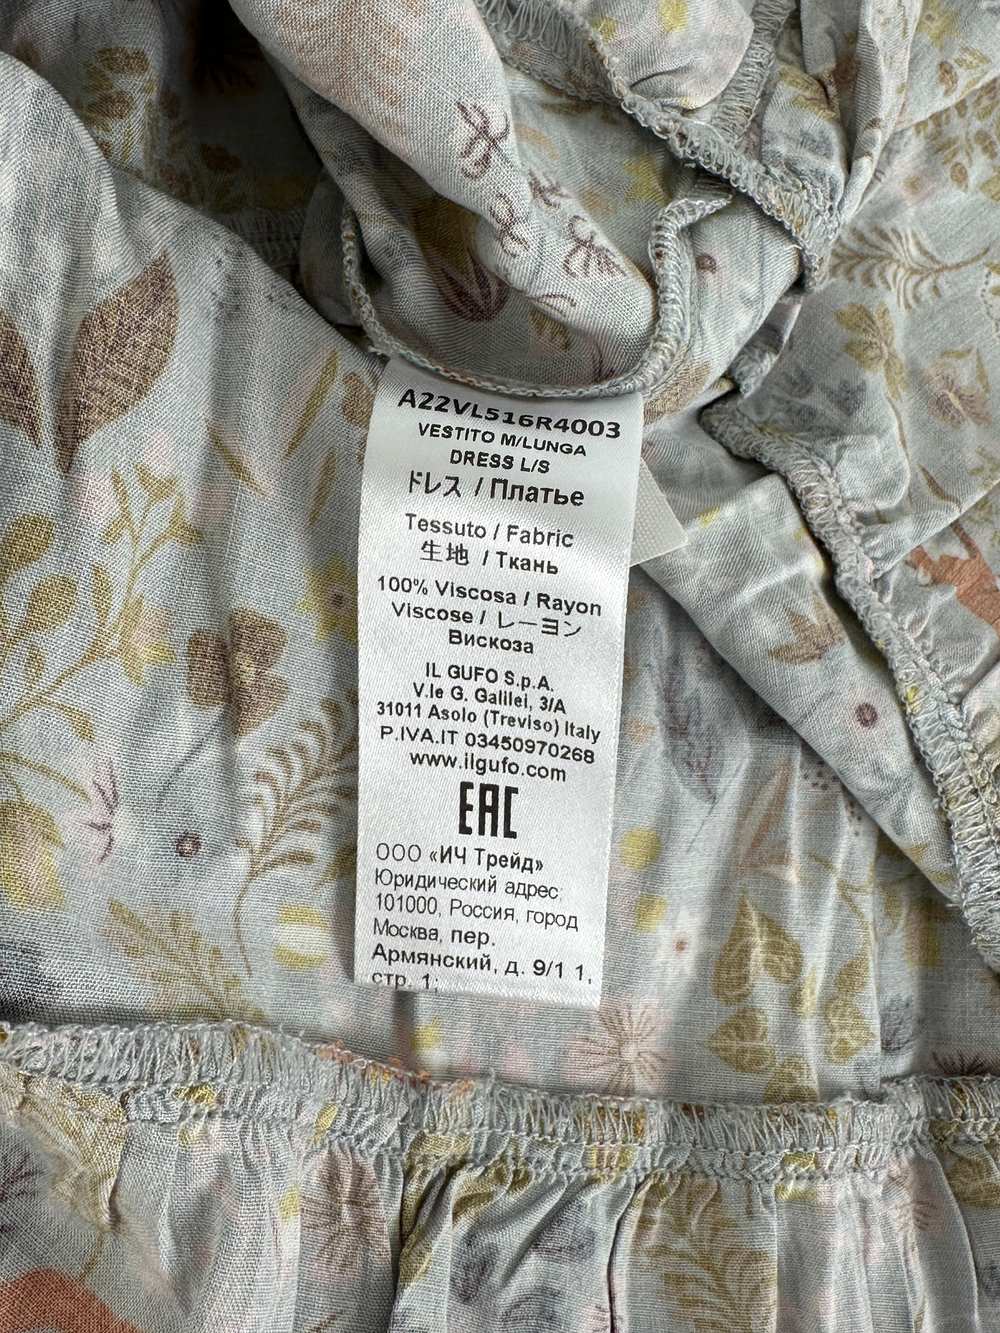 A22VL516R4003
VESTITO M/LUNGA
DRESS L/S
ドレス / Платье
Tessuto / Fabric
生地 / Ткань
100% Viscosa / Rayon
Viscose / レーヨン
Вискоза
IL GUFO S.p.A.
V.le G. Galilei, 3/A
31011 Asolo (Treviso) Italy
P.IVA.IT 03450970268
www.ilgufo.com
EAC
ООО «ИЧ Трейд»
Юридический адрес:
101000, Россия, город
Москва, пер.
Армянский, д. 9/1 1,
стр. 1;